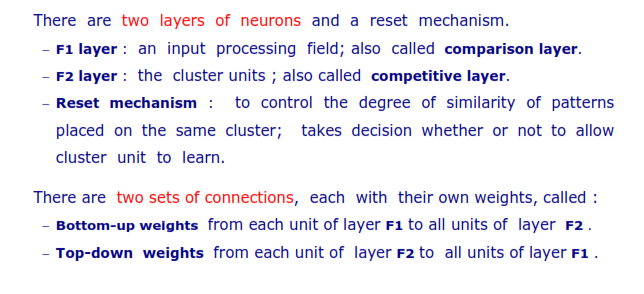 There are two layers of neurons and a reset mechanism.
– F1 layer : an input processing field; also called comparison layer.
– F2 layer : the cluster units ; also called competitive layer.
– Reset mechanism : to control the degree of similarity of patterns
placed on the same cluster; takes decision whether or not to allow
cluster unit to learn.
There are two sets of connections, each with their own weights, called :
– Bottom-up weights from each unit of layer F1 to all units of layer F2 .
– Top-down weights from each unit of layer F2 to all units of layer F1 .